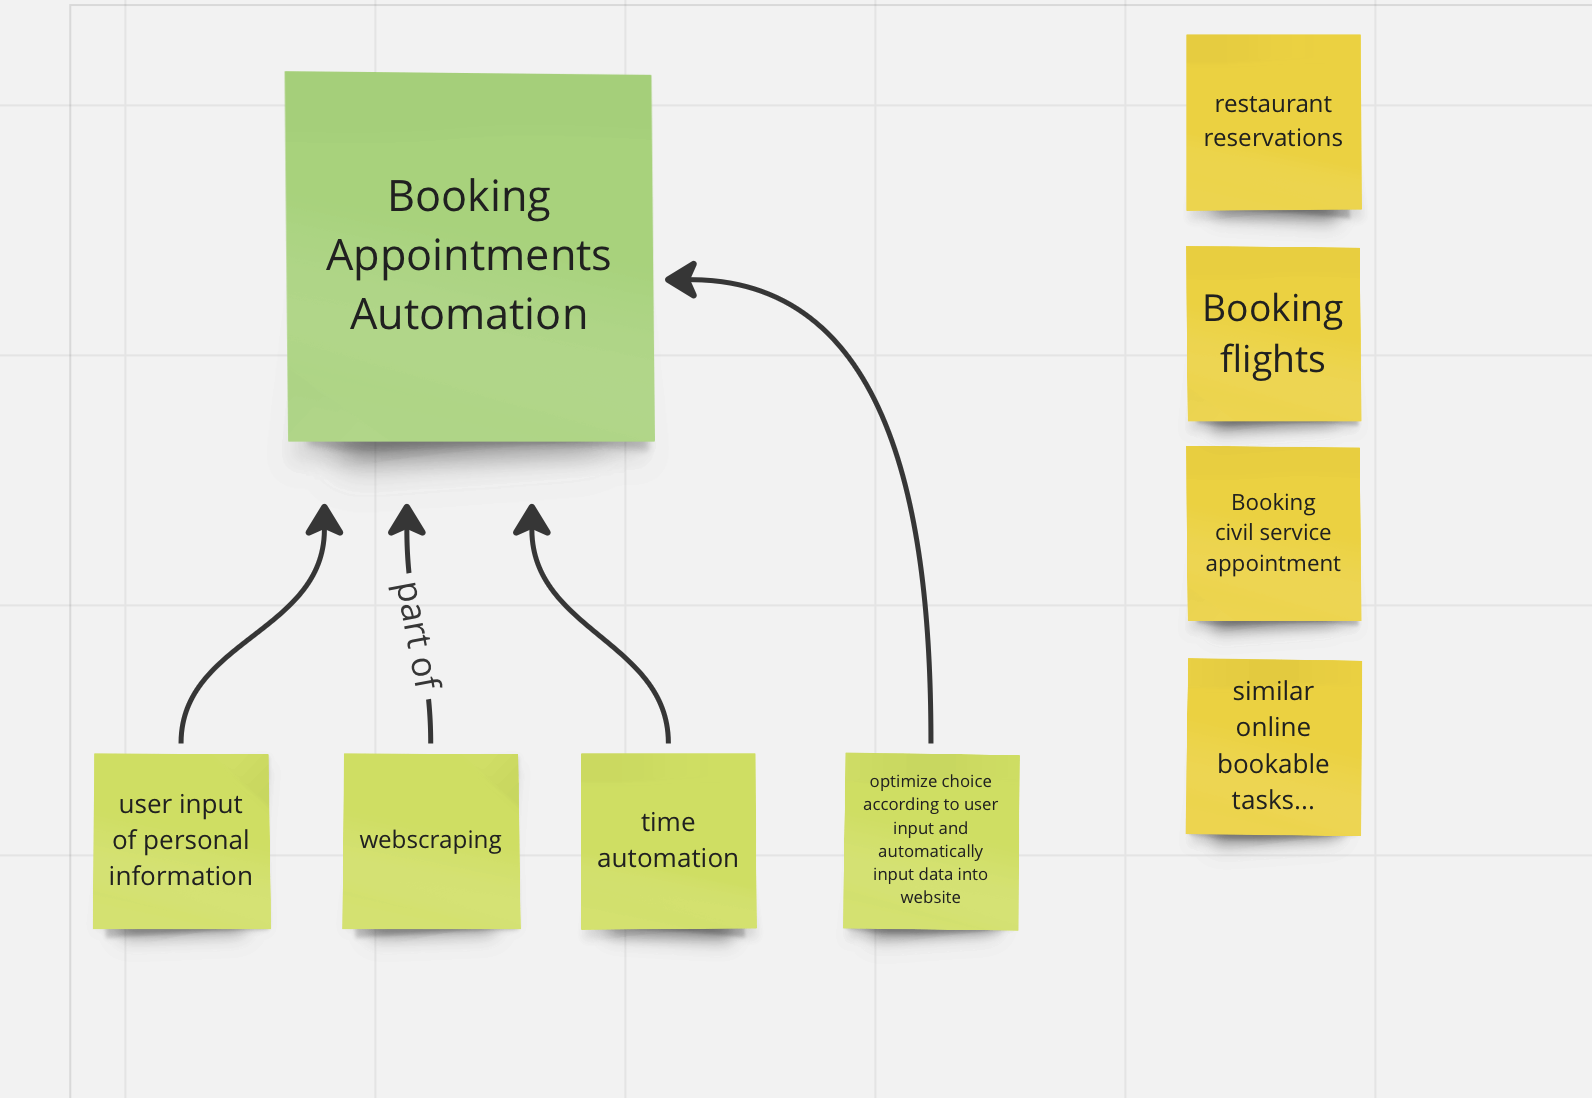 Booking
Appointments
Automation
part of
user input
of personal
information
webscraping
time
automation
optimize choice
according to user
input and
automatically
input data into
website
restaurant
reservations
Booking
flights
Booking
civil service
appointment
similar
online
bookable
tasks...